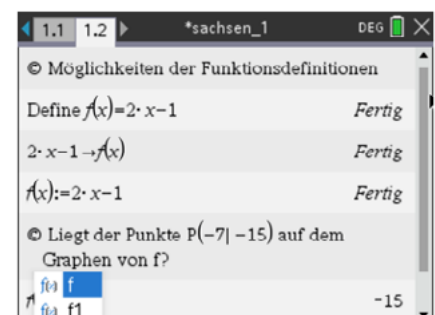 1.1 1.2 *sachsen_1 DEG
© Möglichkeiten der Funktionsdefinitionen
Define f(x)=2·x−1 Fertig
2·x−1→f(x) Fertig
f(x):=2·x−1 Fertig
© Liegt der Punkte P(−7|−15) auf dem
Graphen von f?
f(x) f
−15
f(x) f1